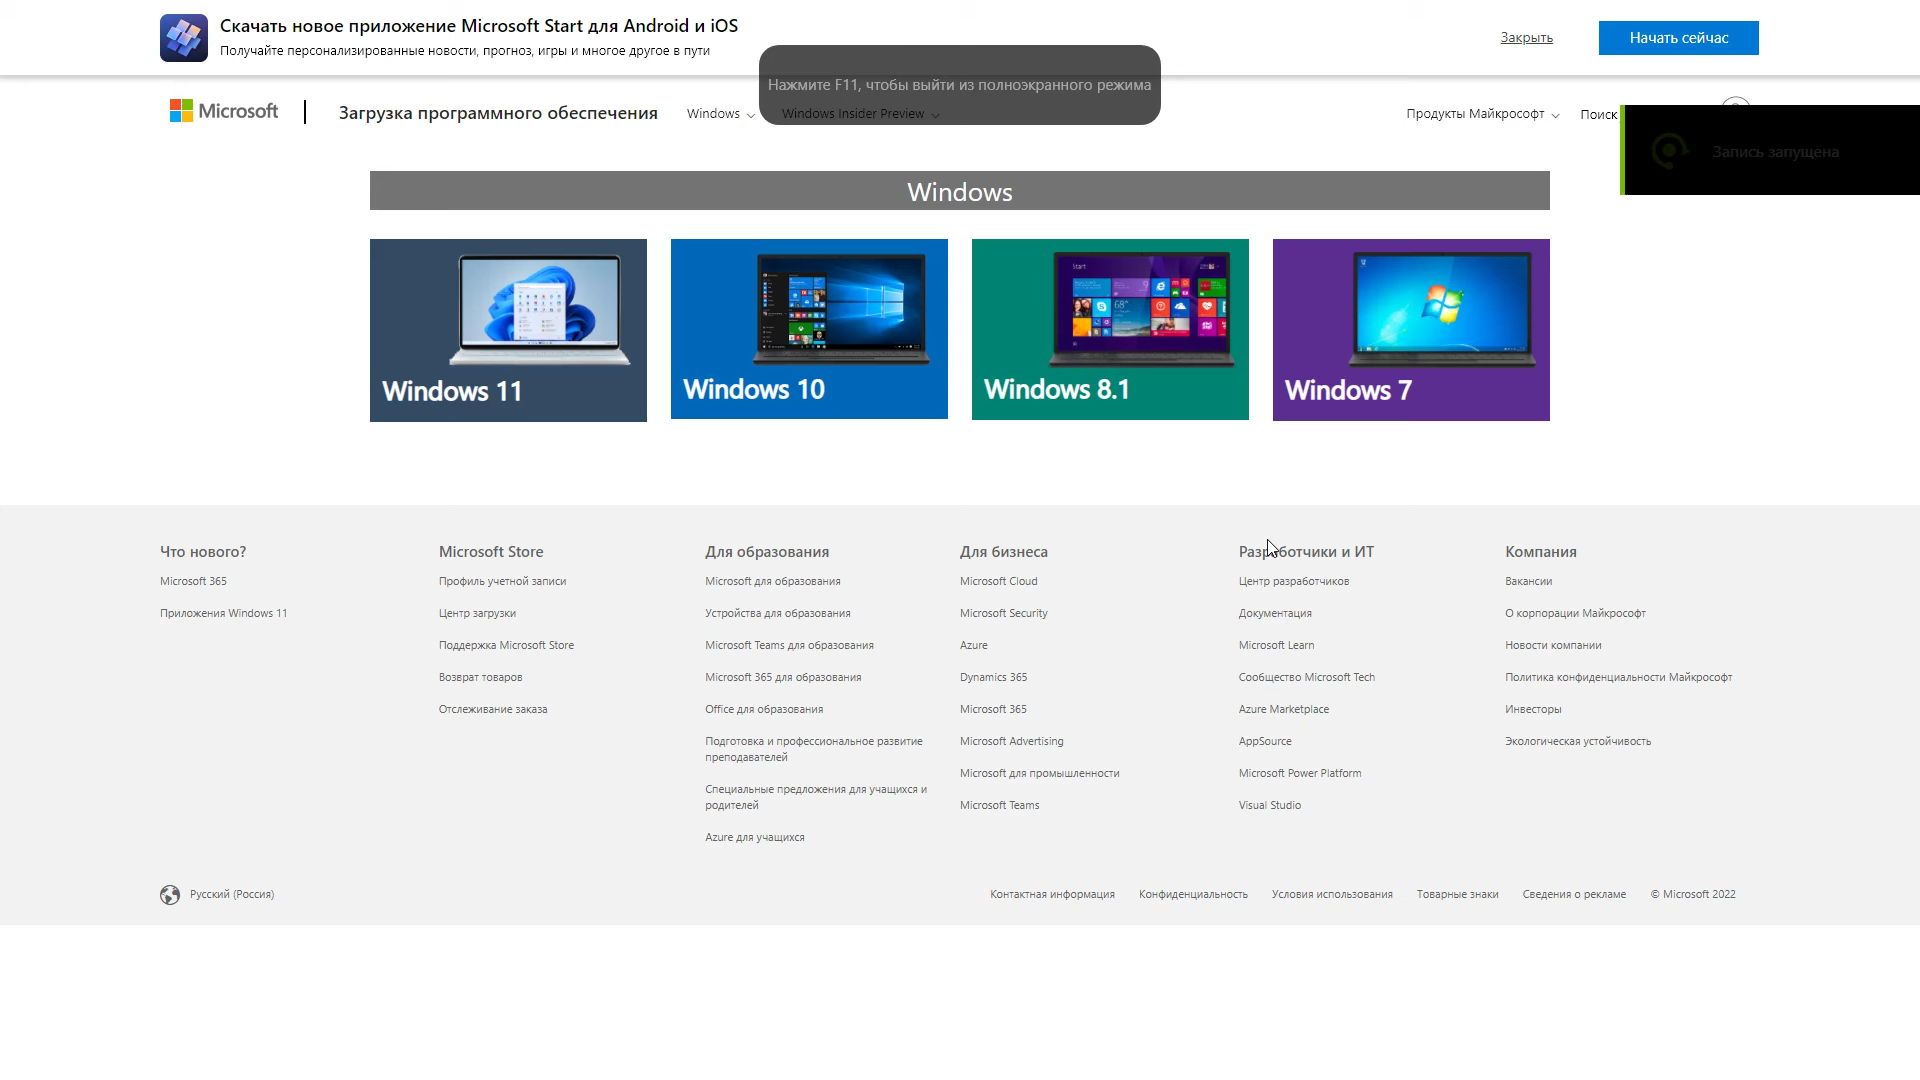 Скачать новое приложение Microsoft Start для Android и iOS
Получайте персонализированные новости, прогноз, игры и многое другое в пути
Закрыть
Начать сейчас
Нажмите F11, чтобы выйти из полноэкранного режима
Microsoft
Загрузка программного обеспечения
Windows
Windows Insider Preview
Продукты Майкрософт
Поиск
Запись запущена
Windows
Windows 11
Windows 10
Windows 8.1
Windows 7
Что нового?
Microsoft 365
Приложения Windows 11
Microsoft Store
Профиль учетной записи
Центр загрузки
Поддержка Microsoft Store
Возврат товаров
Отслеживание заказа
Для образования
Microsoft для образования
Устройства для образования
Microsoft Teams для образования
Microsoft 365 для образования
Office для образования
Подготовка и профессиональное развитие
преподавателей
Специальные предложения для учащихся и
родителей
Azure для учащихся
Для бизнеса
Microsoft Cloud
Microsoft Security
Azure
Dynamics 365
Microsoft 365
Microsoft Advertising
Microsoft для промышленности
Microsoft Teams
Разработчики и ИТ
Центр разработчиков
Документация
Microsoft Learn
Сообщество Microsoft Tech
Azure Marketplace
AppSource
Microsoft Power Platform
Visual Studio
Компания
Вакансии
О корпорации Майкрософт
Новости компании
Политика конфиденциальности Майкрософт
Инвесторы
Экологическая устойчивость
Русский (Россия)
Контактная информация
Конфиденциальность
Условия использования
Товарные знаки
Сведения о рекламе
© Microsoft 2022